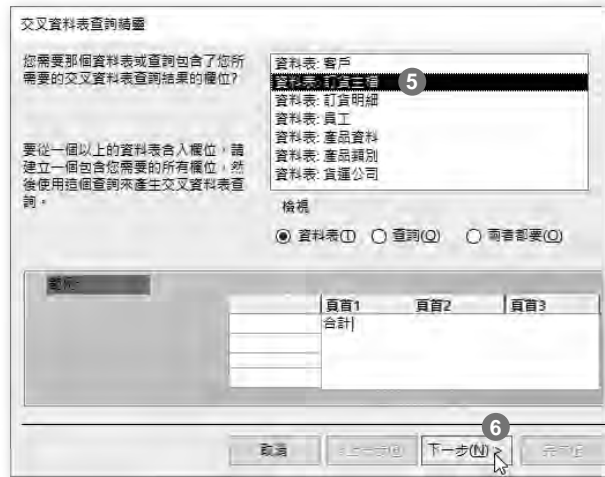 交叉資料表查詢精靈
您需要那個資料表或查詢包含了您所
需要的交叉資料表查詢結果的欄位?
要從一個以上的資料表含入欄位，請
建立一個包含您需要的所有欄位，然
後使用這個查詢來產生交叉資料表查
詢。
資料表: 客戶
資料表: 訂貨主檔
5
資料表: 訂貨明細
資料表: 員工
資料表: 產品資料
資料表: 產品類別
資料表: 貨運公司
檢視
資料表(T) 查詢(Q) 兩者都要(O)
範例:
頁首1 頁首2 頁首3
合計
6
取消 <上一步(B) 下一步(N) > 完成(F)